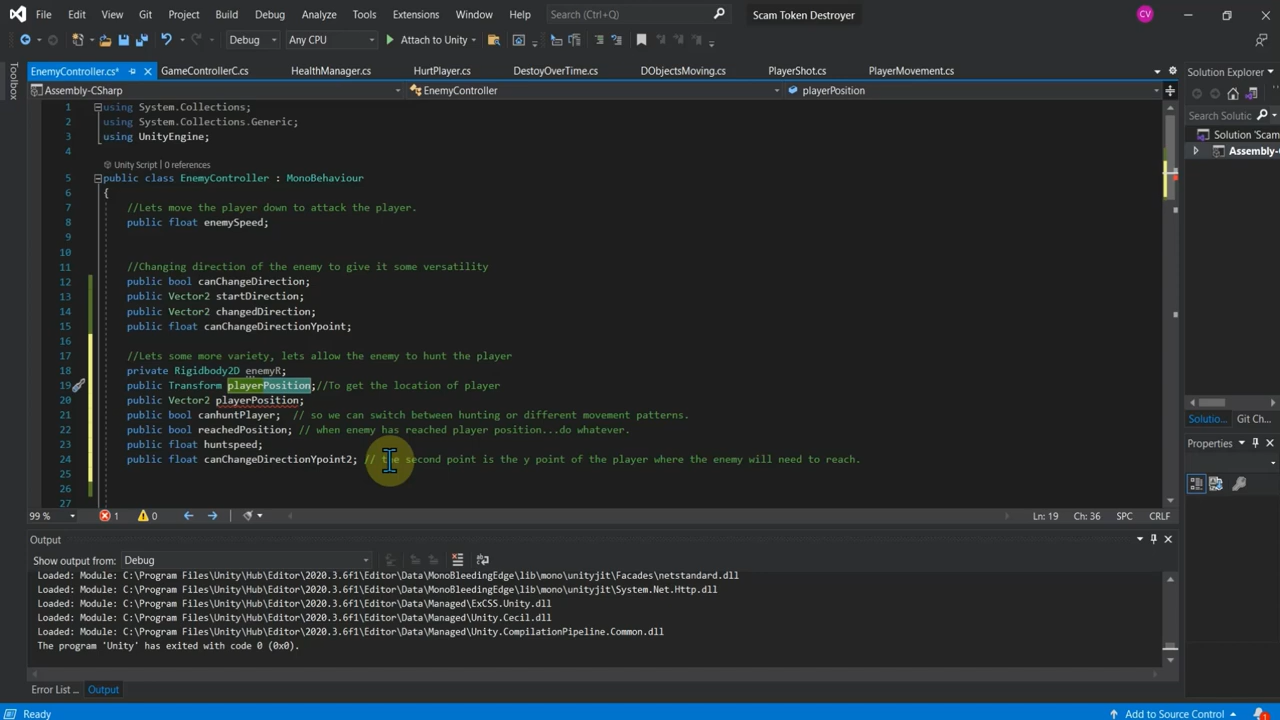 File Edit View Git Project Build Debug Analyze Tools Extensions Window Help Search (Ctrl+Q) Scam Token Destroyer CV
Debug Any CPU Attach to Unity
Toolbox
EnemyController.cs* GameControllerC.cs HealthManager.cs HurtPlayer.cs DestoyOverTime.cs DObjectsMoving.cs PlayerShot.cs PlayerMovement.cs
Assembly-CSharp EnemyController playerPosition
1 using System.Collections;
2 using System.Collections.Generic;
3 using UnityEngine;
4
Unity Script | 0 references
5 public class EnemyController : MonoBehaviour
6 {
7 //Lets move the player down to attack the player.
8 public float enemySpeed;
9
10
11 //Changing direction of the enemy to give it some versatility
12 public bool canChangeDirection;
13 public Vector2 startDirection;
14 public Vector2 changedDirection;
15 public float canChangeDirectionYpoint;
16
17 //Lets some more variety, lets allow the enemy to hunt the player
18 private Rigidbody2D enemyR;
19 public Transform playerPosition;//To get the location of player
20 public Vector2 playerPosition;
21 public bool canhuntPlayer; // so we can switch between hunting or different movement patterns.
22 public bool reachedPosition; // when enemy has reached player position...do whatever.
23 public float huntspeed;
24 public float canChangeDirectionYpoint2; // the second point is the y point of the player where the enemy will need to reach.
25
26
27
99 % 1 0 Ln: 19 Ch: 36 SPC CRLF
Output
Show output from: Debug
Loaded: Module: C:\Program Files\Unity\Hub\Editor\2020.3.6f1\Editor\Data\MonoBleedingEdge\lib\mono\unityjit\Facades\netstandard.dll
Loaded: Module: C:\Program Files\Unity\Hub\Editor\2020.3.6f1\Editor\Data\MonoBleedingEdge\lib\mono\unityjit\System.Net.Http.dll
Loaded: Module: C:\Program Files\Unity\Hub\Editor\2020.3.6f1\Editor\Data\Managed\ExCSS.Unity.dll
Loaded: Module: C:\Program Files\Unity\Hub\Editor\2020.3.6f1\Editor\Data\Managed\Unity.Cecil.dll
Loaded: Module: C:\Program Files\Unity\Hub\Editor\2020.3.6f1\Editor\Data\Managed\Unity.CompilationPipeline.Common.dll
The program 'Unity' has exited with code 0 (0x0).
Error List ... Output
Solution Explorer
Search Solutic
Solution 'Scam
Assembly-C
Solutio... Git Ch...
Properties
Ready Add to Source Control 1